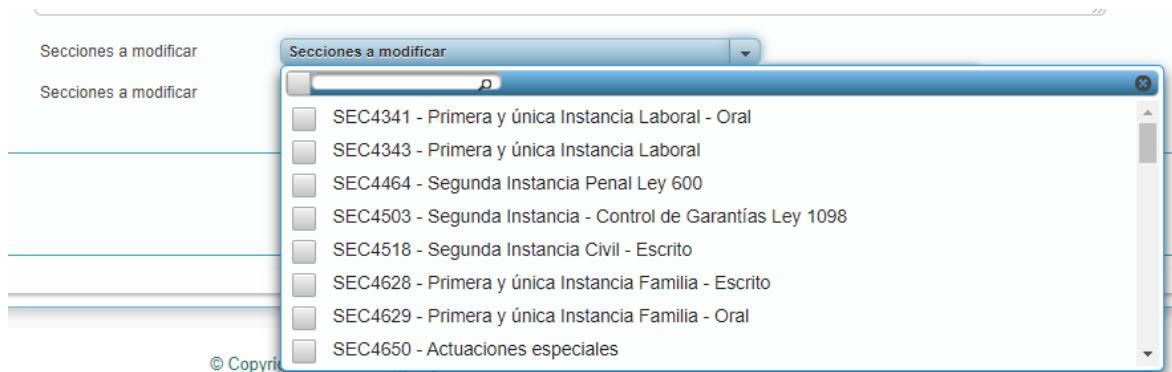 Secciones a modificar
Secciones a modificar
Secciones a modificar
SEC4341 - Primera y única Instancia Laboral - Oral
SEC4343 - Primera y única Instancia Laboral
SEC4464 - Segunda Instancia Penal Ley 600
SEC4503 - Segunda Instancia - Control de Garantías Ley 1098
SEC4518 - Segunda Instancia Civil - Escrito
SEC4628 - Primera y única Instancia Familia - Escrito
SEC4629 - Primera y única Instancia Familia - Oral
SEC4650 - Actuaciones especiales
©